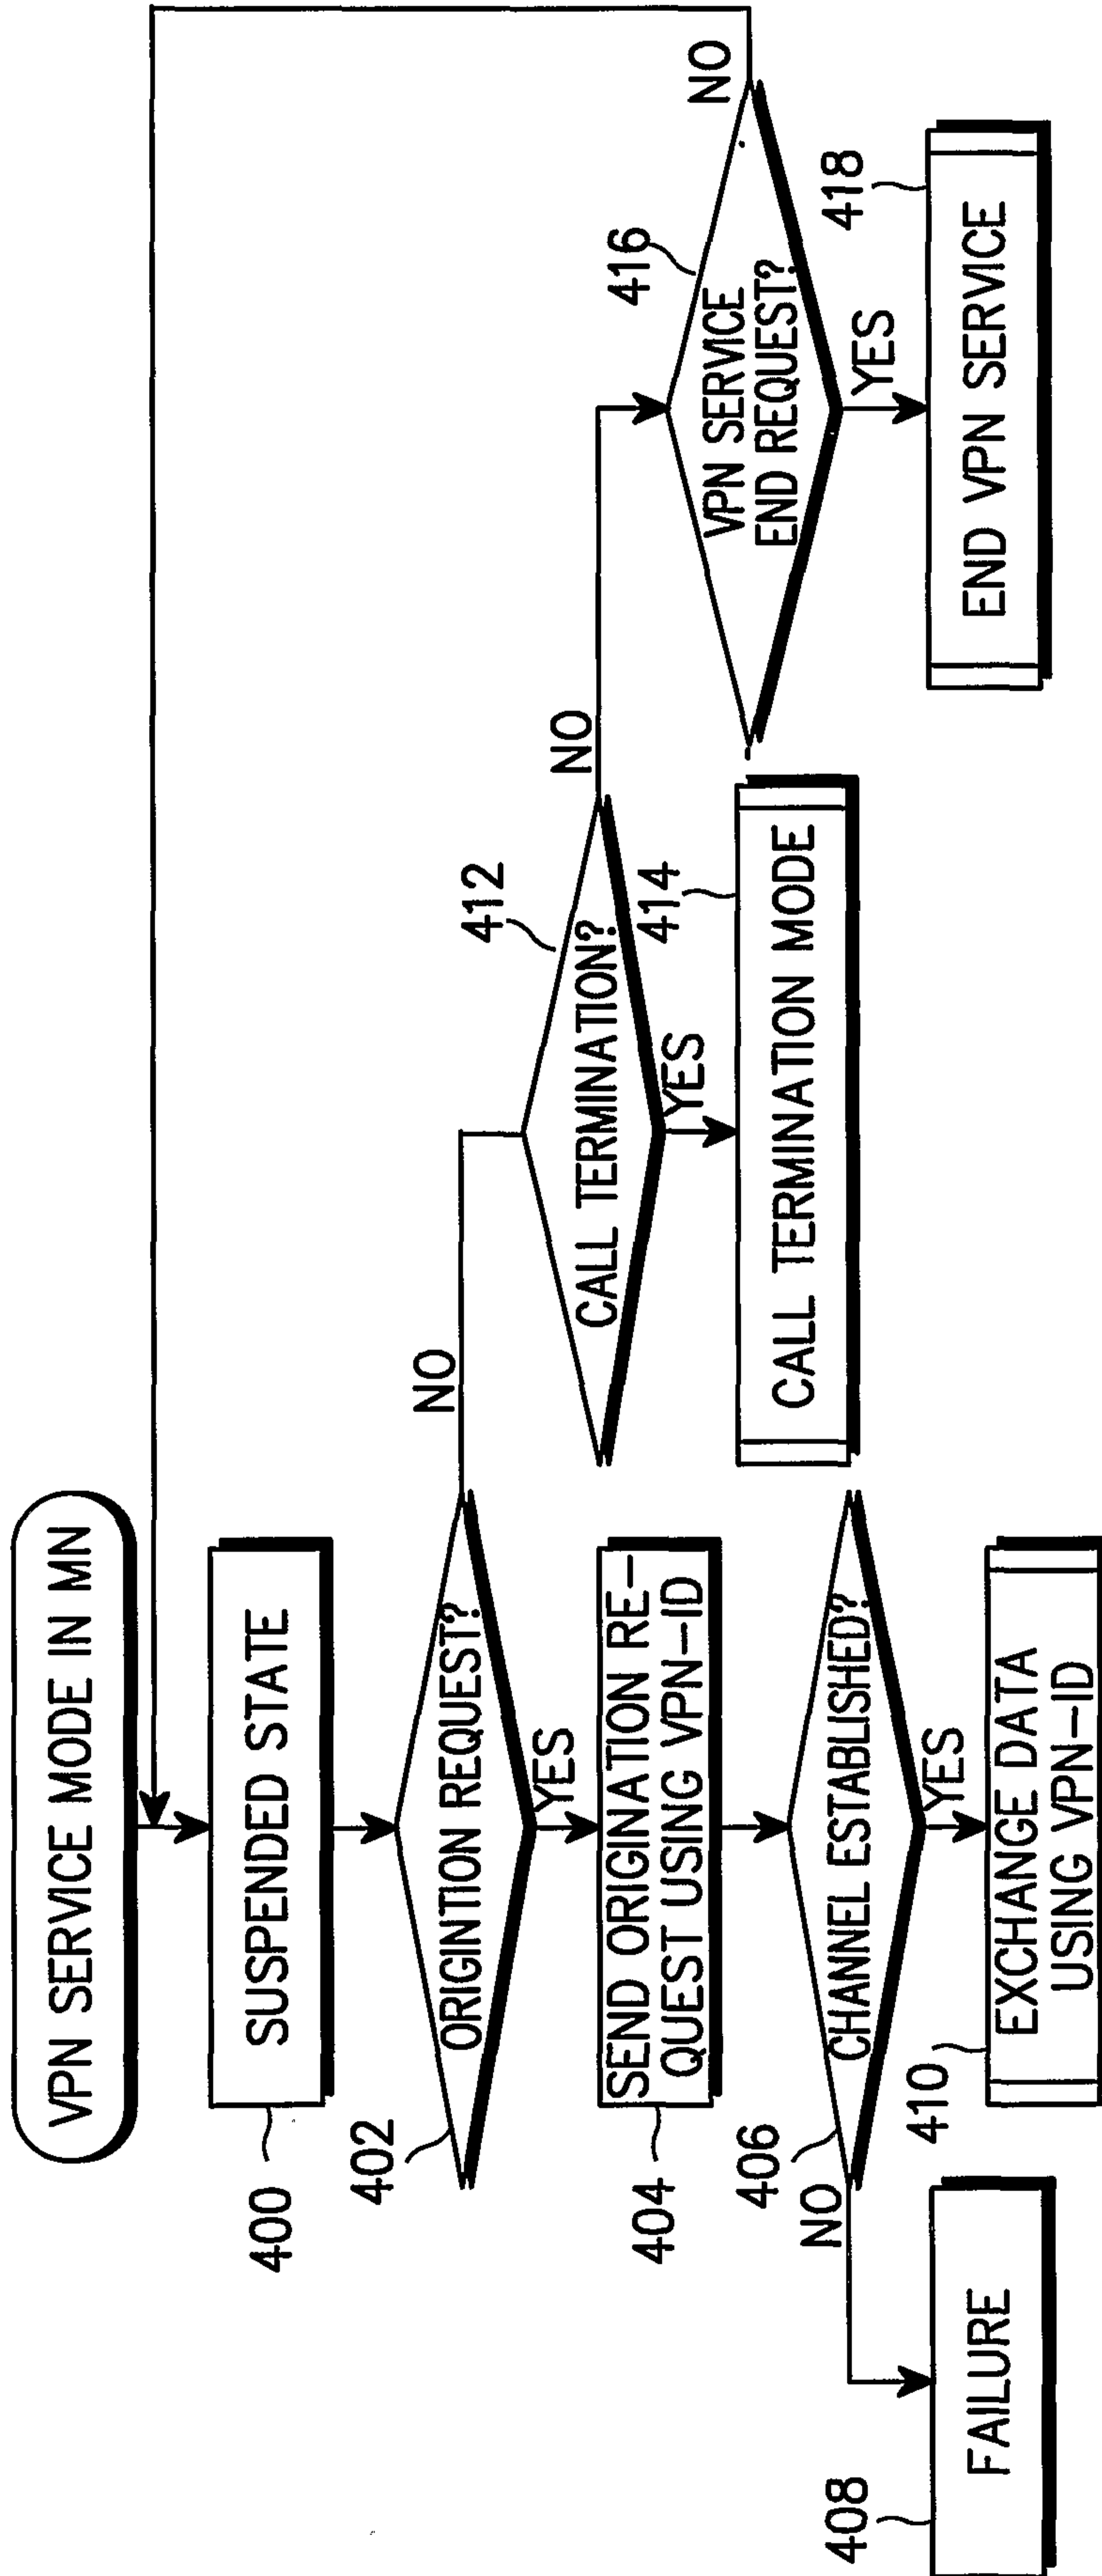 VPN SERVICE MODE IN MN
400
SUSPENDED STATE
402
ORIGINTION REQUEST?
NO
YES
404
SEND ORIGINATION RE-
QUEST USING VPN-ID
406
CHANNEL ESTABLISHED?
NO
YES
408
FAILURE
410
EXCHANGE DATA
USING VPN-ID
412
CALL TERMINATION?
NO
YES
414
CALL TERMINATION MODE
416
VPN SERVICE
END REQUEST?
NO
YES
418
END VPN SERVICE